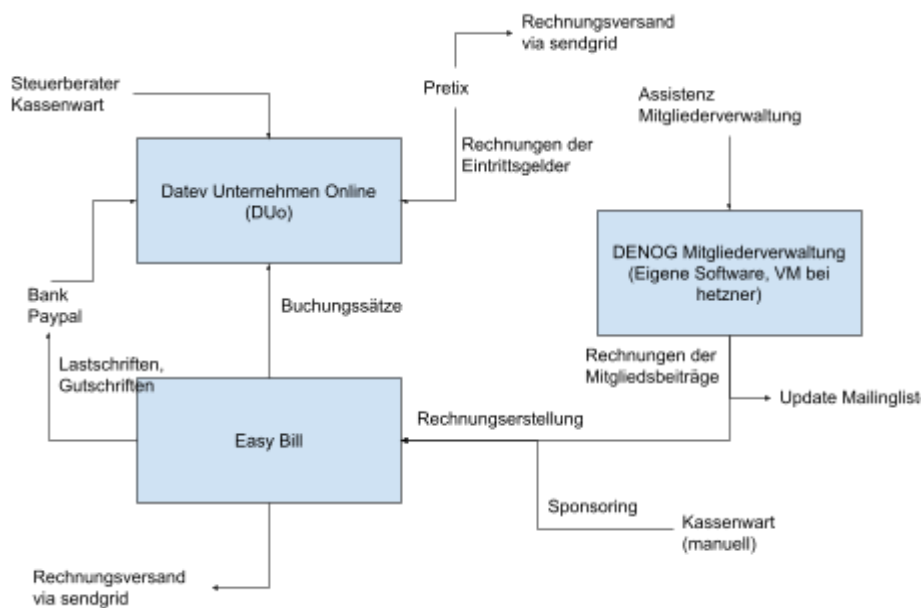 Rechnungsversand
via sendgrid
Steuerberater
Kassenwart
Pretix
Assistenz
Mitgliederverwaltung
Rechnungen der
Eintrittsgelder
Datev Unternehmen Online
(DUo)
DENOG Mitgliederverwaltung
(Eigene Software, VM bei
hetzner)
Bank
Paypal
Buchungssätze
Lastschriften,
Gutschriften
Rechnungen der
Mitgliedsbeiträge
Update Mailinglist
Rechnungserstellung
Easy Bill
Sponsoring
Kassenwart
(manuell)
Rechnungsversand
via sendgrid